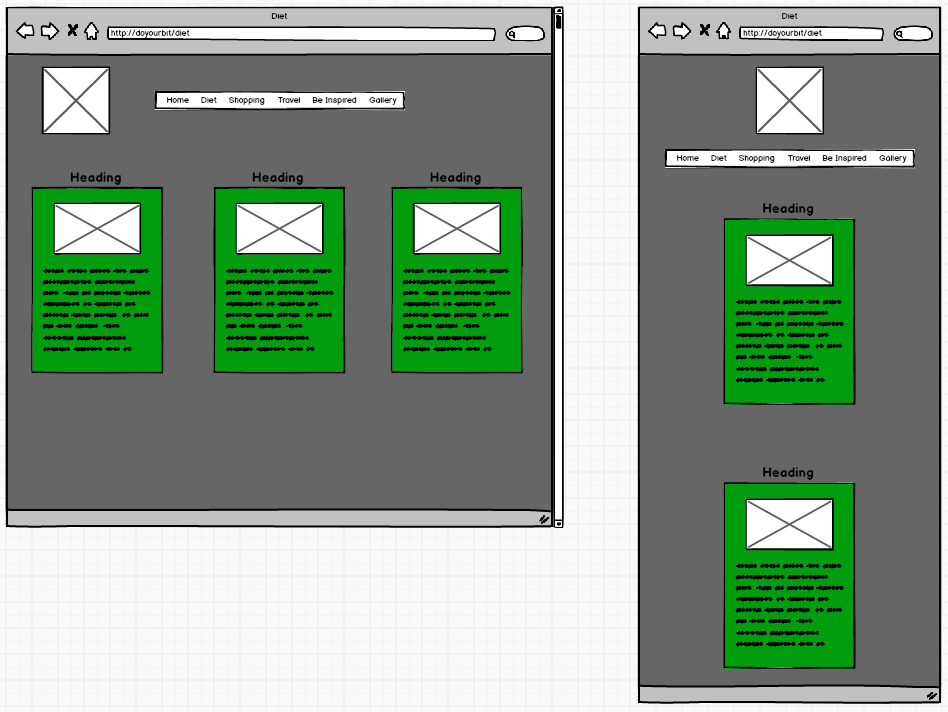 Diet
http://doyourbit/diet
Home Diet Shopping Travel Be Inspired Gallery
Heading Heading Heading
Diet
http://doyourbit/diet
Home Diet Shopping Travel Be Inspired Gallery
Heading
Heading